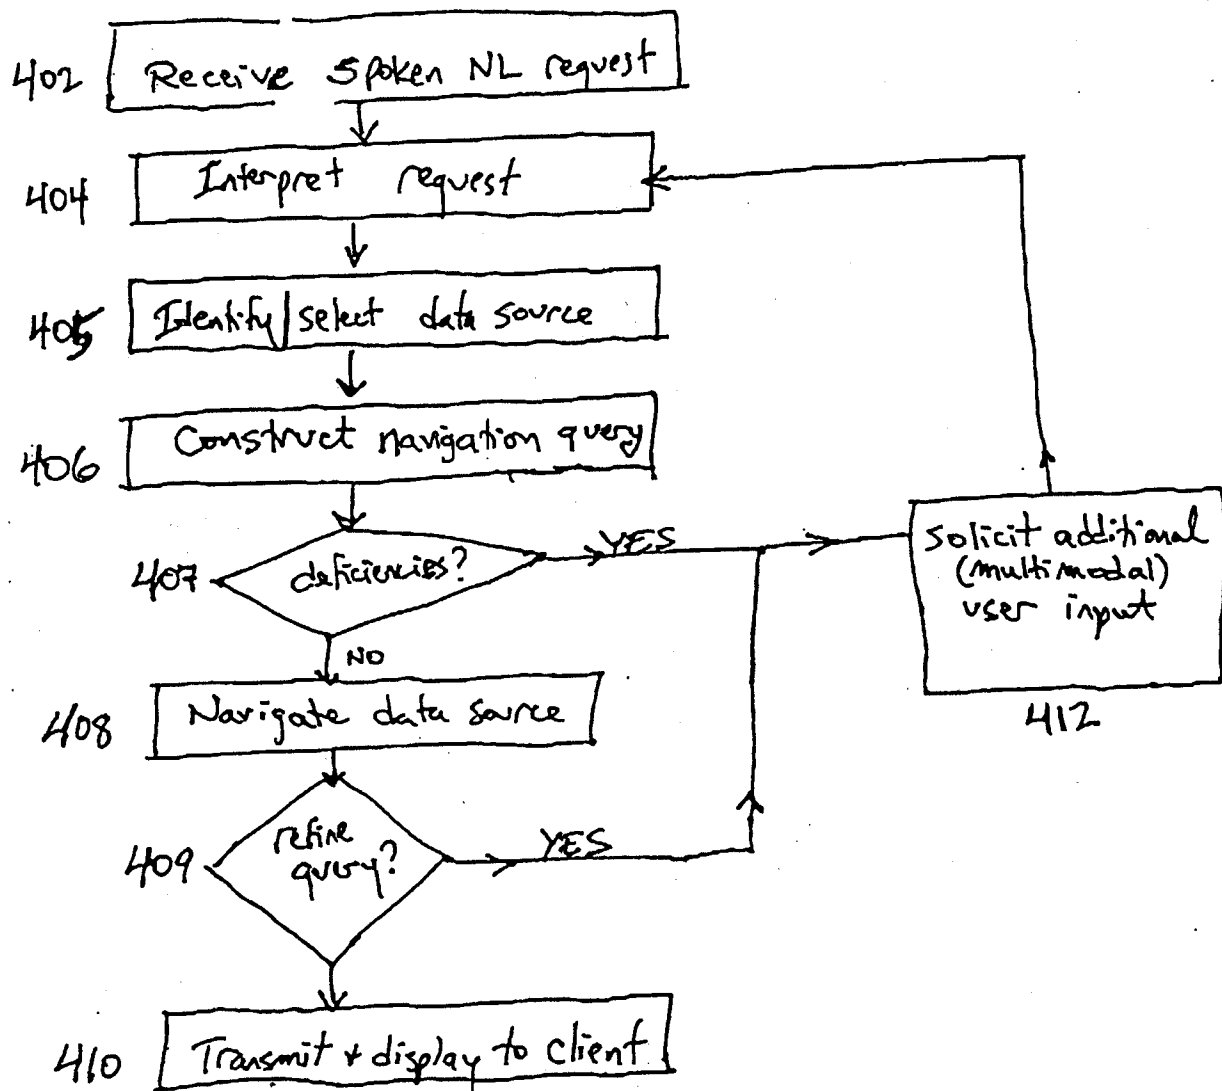 402 Receive Spoken NL request
404 Interpret request
405 Identify/select data source
406 Construct navigation query
407 deficiencies? YES
NO
solicit additional
(multimodal)
user input
412
408 Navigate data source
409 refine
query? YES
410 Transmit + display to client